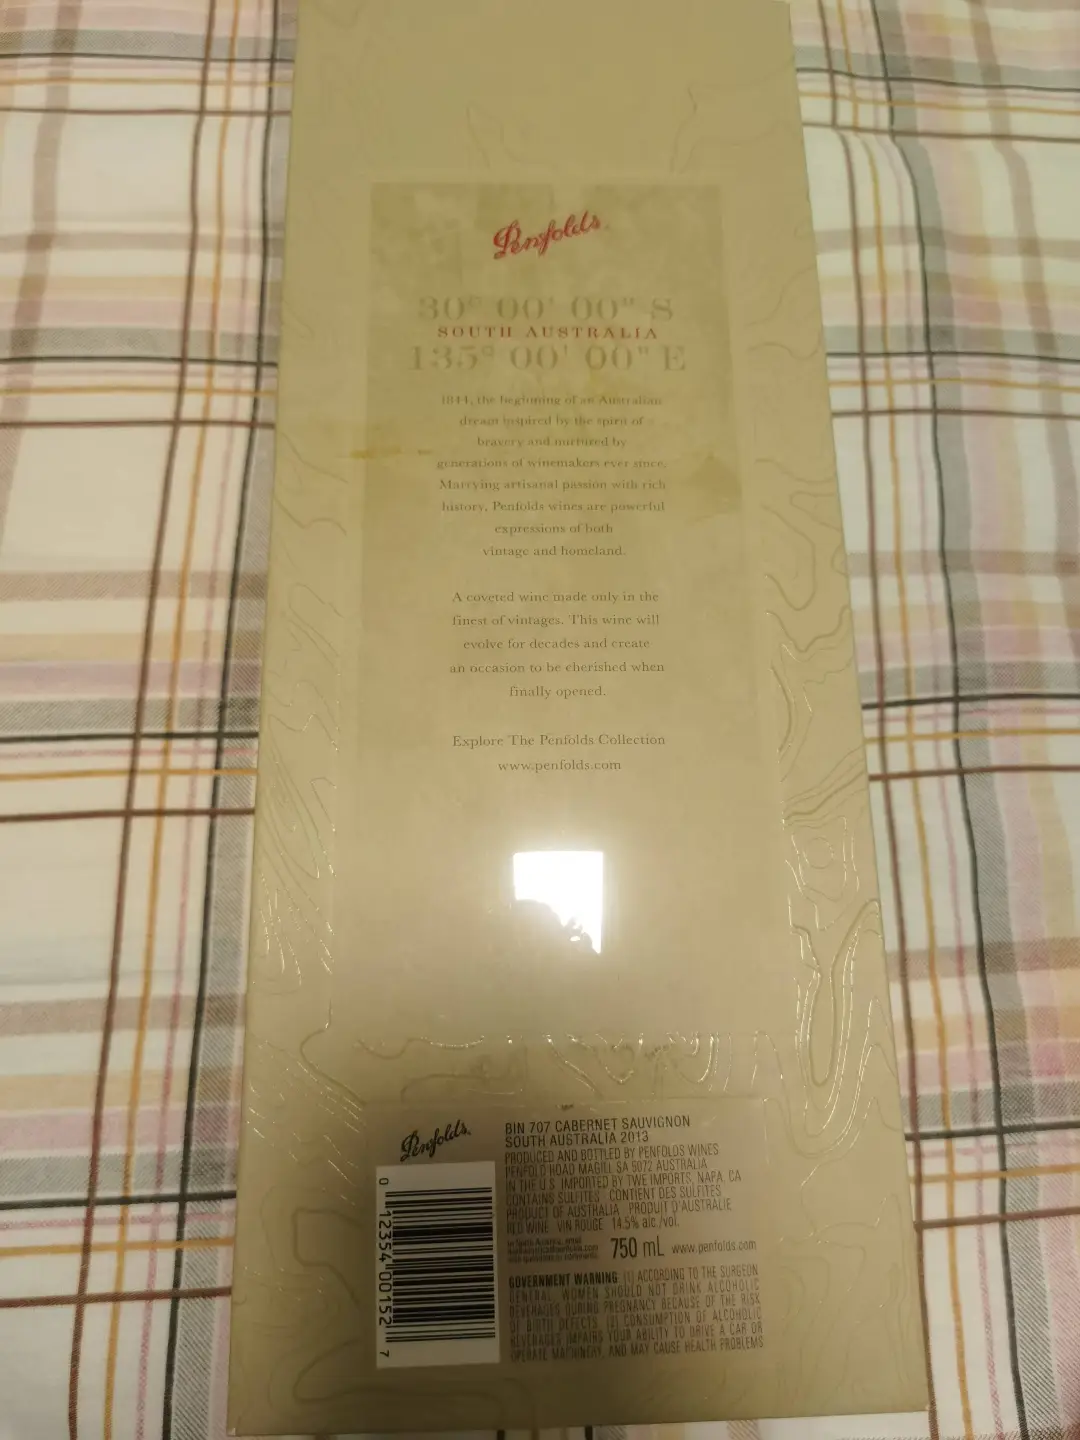 Penfolds
30° 00' 00" S
SOUTH AUSTRALIA
135° 00' 00" E
1844, the beginning of an Australian
dream inspired by the spirit of
bravery and nurtured by
generations of winemakers ever since.
Marrying artisanal passion with rich
history, Penfolds wines are powerful
expressions of both
vintage and homeland.
A coveted wine made only in the
finest of vintages. This wine will
evolve for decades and create
an occasion to be cherished when
finally opened.
Explore The Penfolds Collection
www.penfolds.com
Penfolds
BIN 707 CABERNET SAUVIGNON
SOUTH AUSTRALIA 2013
PRODUCED AND BOTTLED BY PENFOLDS WINES
PENFOLD ROAD MAGILL SA 5072 AUSTRALIA
IN THE U.S. IMPORTED BY TWE IMPORTS, NAPA, CA
CONTAINS SULFITES CONTIENT DES SULFITES
PRODUCT OF AUSTRALIA PRODUIT D'AUSTRALIE
RED WINE VIN ROUGE 14.5% alc./vol.
750 mL www.penfolds.com
GOVERNMENT WARNING (1) ACCORDING TO THE SURGEON
GENERAL, WOMEN SHOULD NOT DRINK ALCOHOLIC
BEVERAGES DURING PREGNANCY BECAUSE OF THE RISK
OF BIRTH DEFECTS (2) CONSUMPTION OF ALCOHOLIC
BEVERAGES IMPAIRS YOUR ABILITY TO DRIVE A CAR OR
OPERATE MACHINERY, AND MAY CAUSE HEALTH PROBLEMS
0 12354 00152 7